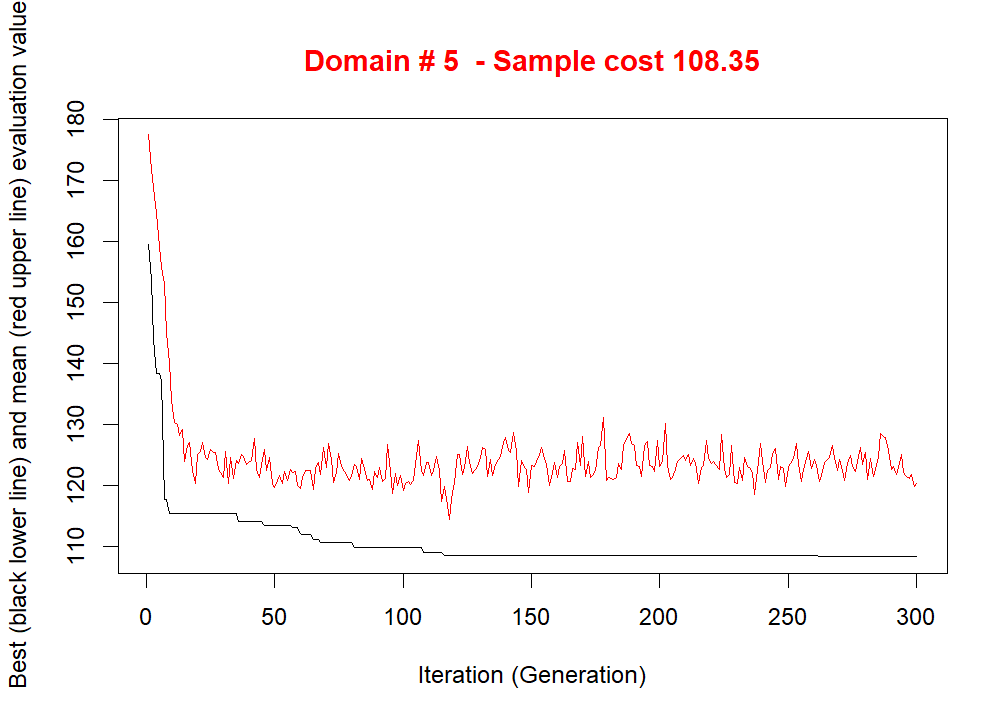 Domain # 5  - Sample cost 108.35
Best (black lower line) and mean (red upper line) evaluation value
180
170
160
150
140
130
120
110
0 50 100 150 200 250 300
Iteration (Generation)